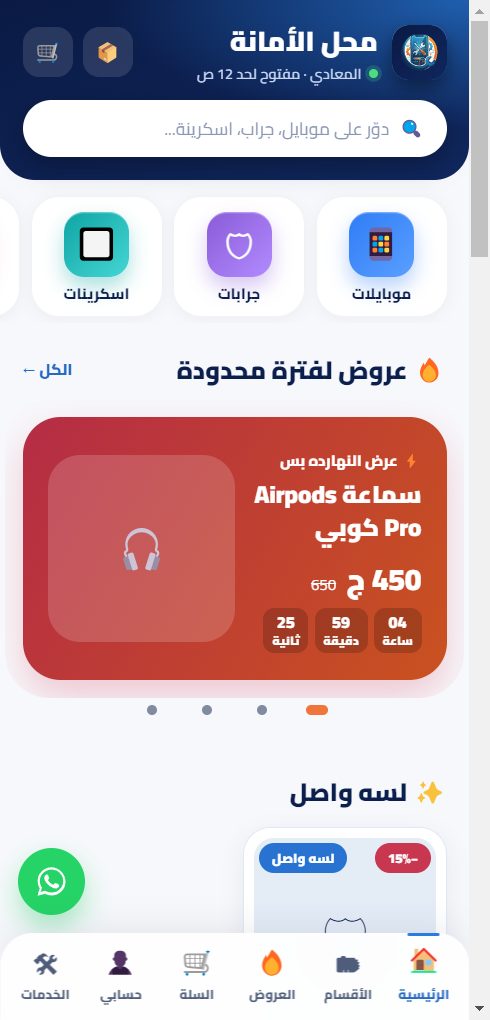 محل الأمانة
المعادي · مفتوح لحد 12 ص
دوّر على موبايل، جراب، اسكرينة...
موبايلات
جرابات
اسكرينات
عروض لفترة محدودة
الكل ←
عرض النهارده بس
سماعة Airpods
Pro كوبي
450 ج 650
04 59 25
ساعة دقيقة ثانية
لسه واصل
-15%
لسه واصل
الرئيسية
الأقسام
العروض
السلة
حسابي
الخدمات